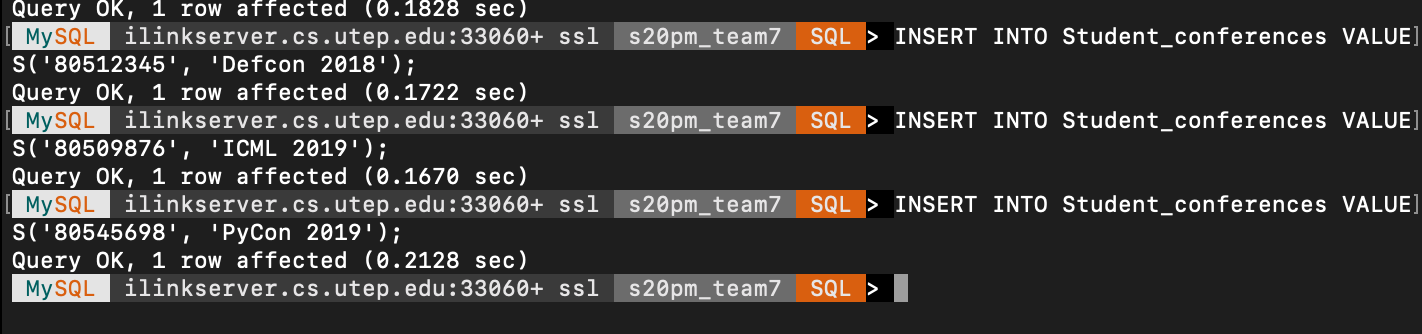 Query OK, 1 row affected (0.1828 sec)
[ MySQL ilinkserver.cs.utep.edu:33060+ ssl s20pm_team7 SQL > INSERT INTO Student_conferences VALUE]
S('80512345', 'Defcon 2018');
Query OK, 1 row affected (0.1722 sec)
[ MySQL ilinkserver.cs.utep.edu:33060+ ssl s20pm_team7 SQL > INSERT INTO Student_conferences VALUE]
S('80509876', 'ICML 2019');
Query OK, 1 row affected (0.1670 sec)
[ MySQL ilinkserver.cs.utep.edu:33060+ ssl s20pm_team7 SQL > INSERT INTO Student_conferences VALUE]
S('80545698', 'PyCon 2019');
Query OK, 1 row affected (0.2128 sec)
MySQL ilinkserver.cs.utep.edu:33060+ ssl s20pm_team7 SQL >